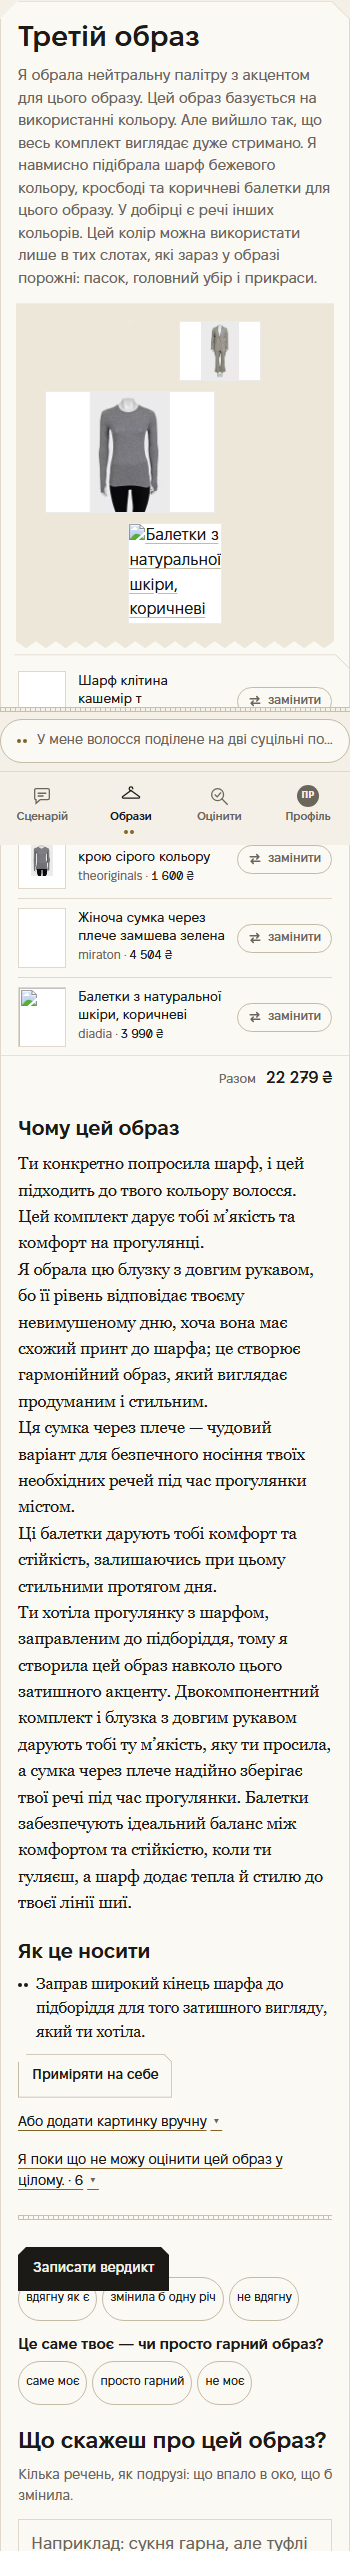 Третій образ
Я обрала нейтральну палітру з акцентом
для цього образу. Цей образ базується на
використанні кольору. Але вийшло так, що
весь комплект виглядає дуже стримано. Я
навмисно підібрала шарф бежевого
кольору, кросбоді та коричневі балетки для
цього образу. У добірці є речі інших
кольорів. Цей колір можна використати
лише в тих слотах, які зараз у образі
порожні: пасок, головний убір і прикраси.
Балетки з
натуральної
шкіри,
коричневі
Шарф клітина
кашемір т
замінити
У мене волосся поділене на дві суцільні по...
Сценарій
Образи
Оцінити
ПР
Профіль
крою сірого кольору
theoriginals · 1 600 ₴
замінити
Жіноча сумка через
плече замшева зелена
miraton · 4 504 ₴
замінити
Балетки з натуральної
шкіри, коричневі
diadia · 3 990 ₴
замінити
Разом 22 279 ₴
Чому цей образ
Ти конкретно попросила шарф, і цей
підходить до твого кольору волосся.
Цей комплект дарує тобі м’якість та
комфорт на прогулянці.
Я обрала цю блузку з довгим рукавом,
бо її рівень відповідає твоєму
невимушеному дню, хоча вона має
схожий принт до шарфа; це створює
гармонійний образ, який виглядає
продуманим і стильним.
Ця сумка через плече — чудовий
варіант для безпечного носіння твоїх
необхідних речей під час прогулянки
містом.
Ці балетки дарують тобі комфорт та
стійкість, залишаючись при цьому
стильними протягом дня.
Ти хотіла прогулянку з шарфом,
заправленим до підборіддя, тому я
створила цей образ навколо цього
затишного акценту. Двокомпонентний
комплект і блузка з довгим рукавом
дарують тобі ту м’якість, яку ти просила,
а сумка через плече надійно зберігає
твої речі під час прогулянки. Балетки
забезпечують ідеальний баланс між
комфортом та стійкістю, коли ти
гуляєш, а шарф додає тепла й стилю до
твоєї лінії шиї.
Як це носити
Заправ широкий кінець шарфа до
підборіддя для того затишного вигляду,
який ти хотіла.
Приміряти на себе
Або додати картинку вручну
Я поки що не можу оцінити цей образ у
цілому. · 6
Записати вердикт
вдягну як є
змінила б одну річ
не вдягну
Це саме твоє — чи просто гарний образ?
саме моє
просто гарний
не моє
Що скажеш про цей образ?
Кілька речень, як подрузі: що впало в око, що б
змінила.
Наприклад: сукня гарна, але туфлі